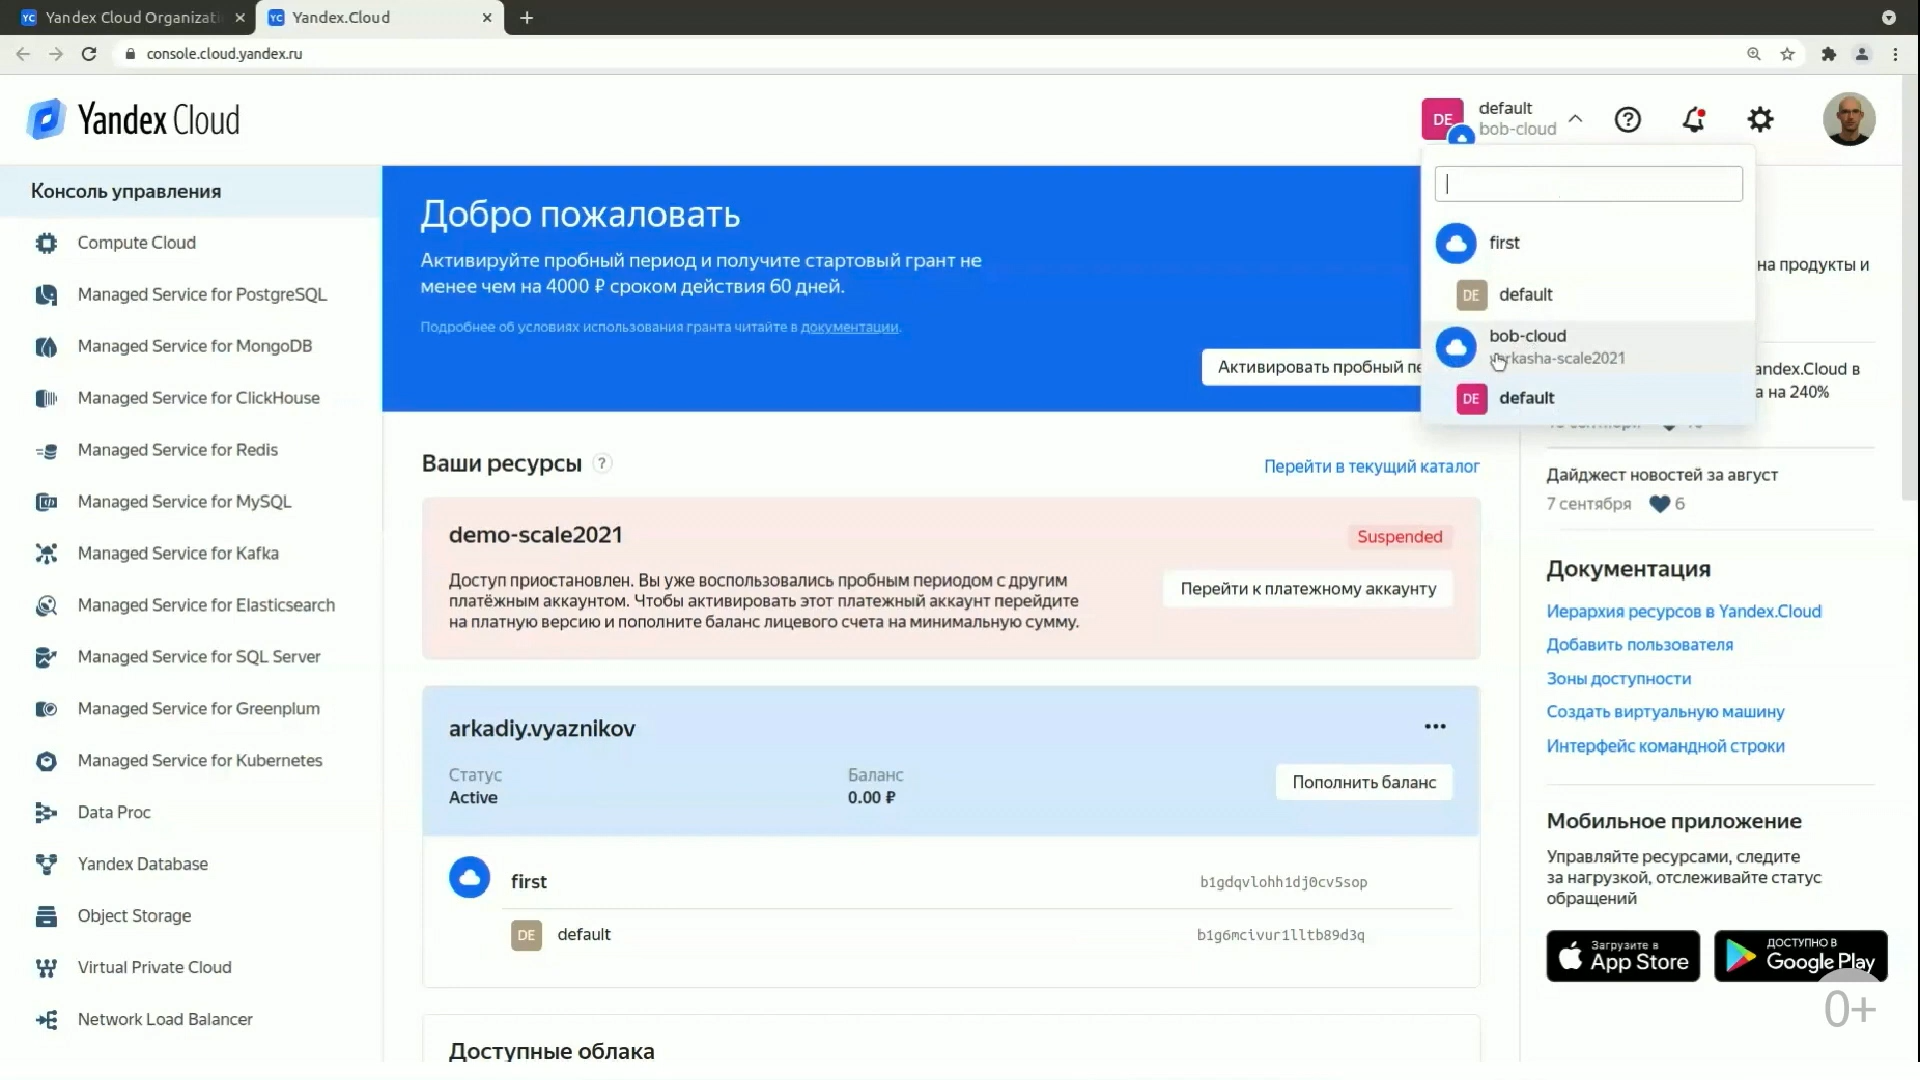 Yandex Cloud Organizati
Yandex.Cloud
console.cloud.yandex.ru
Yandex Cloud
DE
default
bob-cloud
Консоль управления
Compute Cloud
Managed Service for PostgreSQL
Managed Service for MongoDB
Managed Service for ClickHouse
Managed Service for Redis
Managed Service for MySQL
Managed Service for Kafka
Managed Service for Elasticsearch
Managed Service for SQL Server
Managed Service for Greenplum
Managed Service for Kubernetes
Data Proc
Yandex Database
Object Storage
Virtual Private Cloud
Network Load Balancer
Добро пожаловать
Активируйте пробный период и получите стартовый грант не
менее чем на 4000 ₽ сроком действия 60 дней.
Подробнее об условиях использования гранта читайте в документации.
Активировать пробный пе
first
DE default
bob-cloud
rkasha-scale2021
DE default
Ваши ресурсы ?
Перейти в текущий каталог
demo-scale2021
Suspended
Доступ приостановлен. Вы уже воспользовались пробным периодом с другим
платёжным аккаунтом. Чтобы активировать этот платежный аккаунт перейдите
на платную версию и пополните баланс лицевого счета на минимальную сумму.
Перейти к платежному аккаунту
arkadiy.vyaznikov
Статус
Active
Баланс
0.00 ₽
Пополнить баланс
first
b1gdqvlohh1dj0cv5sop
DE default
b1g6mcivur1lltb89d3q
Доступные облака
на продукты и
andex.Cloud в
а на 240%
Дайджест новостей за август
7 сентября 6
Документация
Иерархия ресурсов в Yandex.Cloud
Добавить пользователя
Зоны доступности
Создать виртуальную машину
Интерфейс командной строки
Мобильное приложение
Управляйте ресурсами, следите
за нагрузкой, отслеживайте статус
обращений
Загрузите в
App Store
ДОСТУПНО В
Google Play
0+